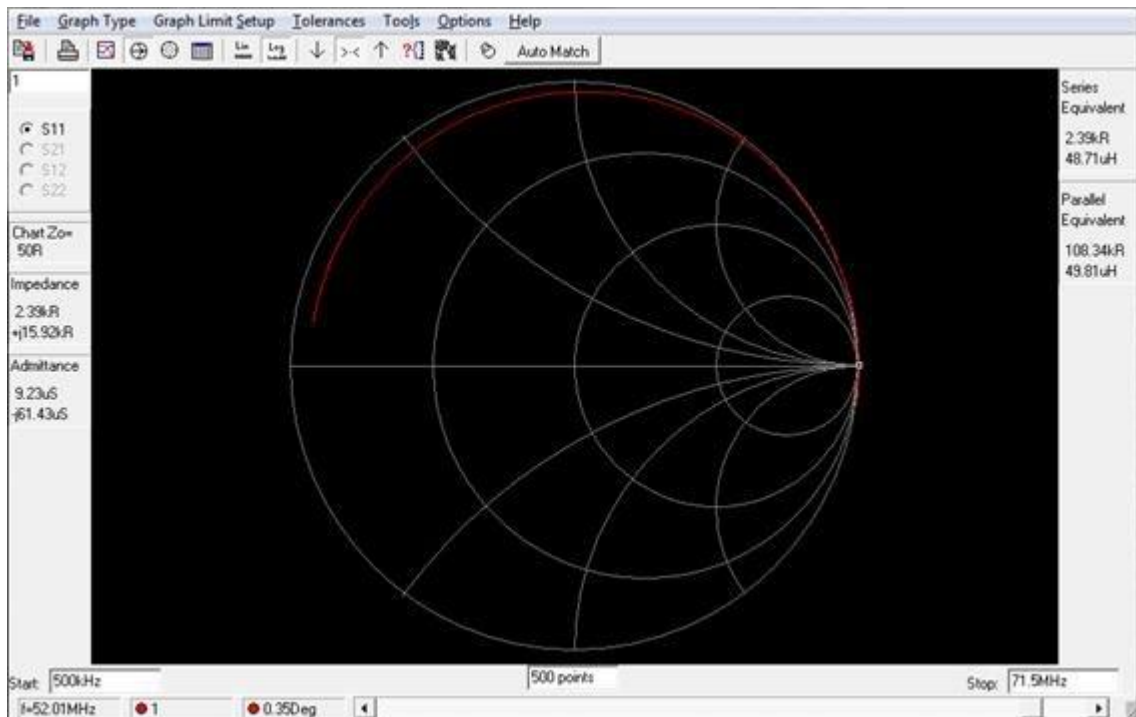 File Graph Type Graph Limit Setup Tolerances Tools Options Help
Lin Log ?{} Auto Match
1
S11
S21
S12
S22
Chart Zo=
50R
Impedance
2.39kR
+j15.92kR
Admittance
9.23uS
-j61.43uS
Series
Equivalent
2.39kR
48.71uH
Parallel
Equivalent
108.34kR
49.81uH
Start: 500kHz 500 points Stop: 71.5MHz
f=52.01MHz 1 0.35Deg